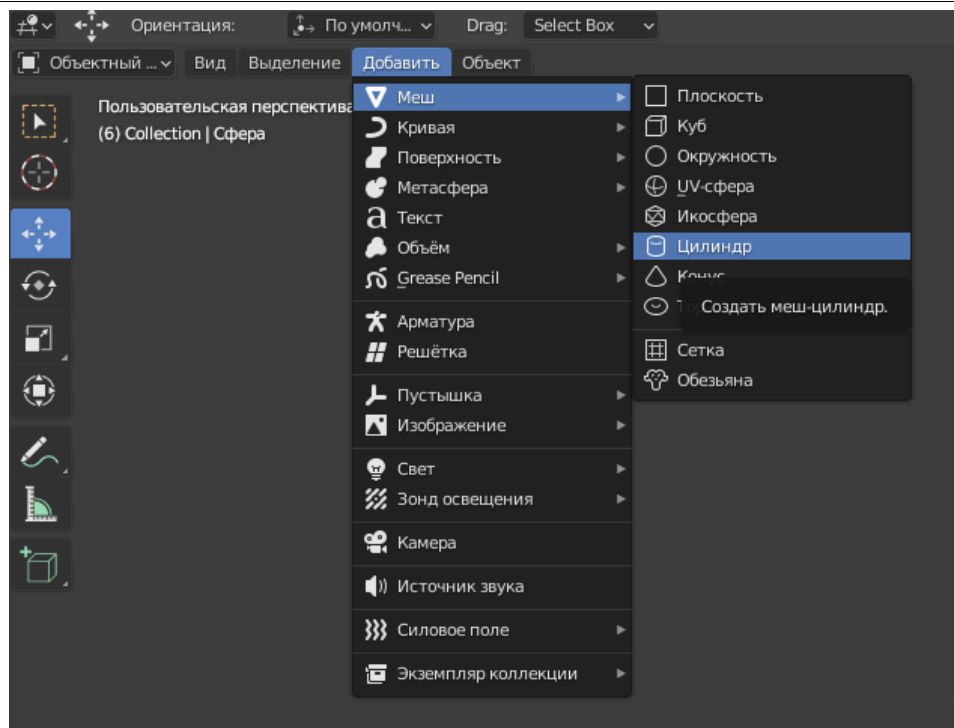 Ориентация: По умолч... Drag: Select Box
Объектный ... Вид Выделение Добавить Объект
Пользовательская перспектива
(6) Collection | Сфера
Меш
Кривая
Поверхность
Метасфера
Текст
Объём
Grease Pencil
Арматура
Решётка
Пустышка
Изображение
Свет
Зонд освещения
Камера
Источник звука
Силовое поле
Экземпляр коллекции
Плоскость
Куб
Окружность
UV-сфера
Икосфера
Цилиндр
Конус
Создать меш-цилиндр.
Сетка
Обезьяна